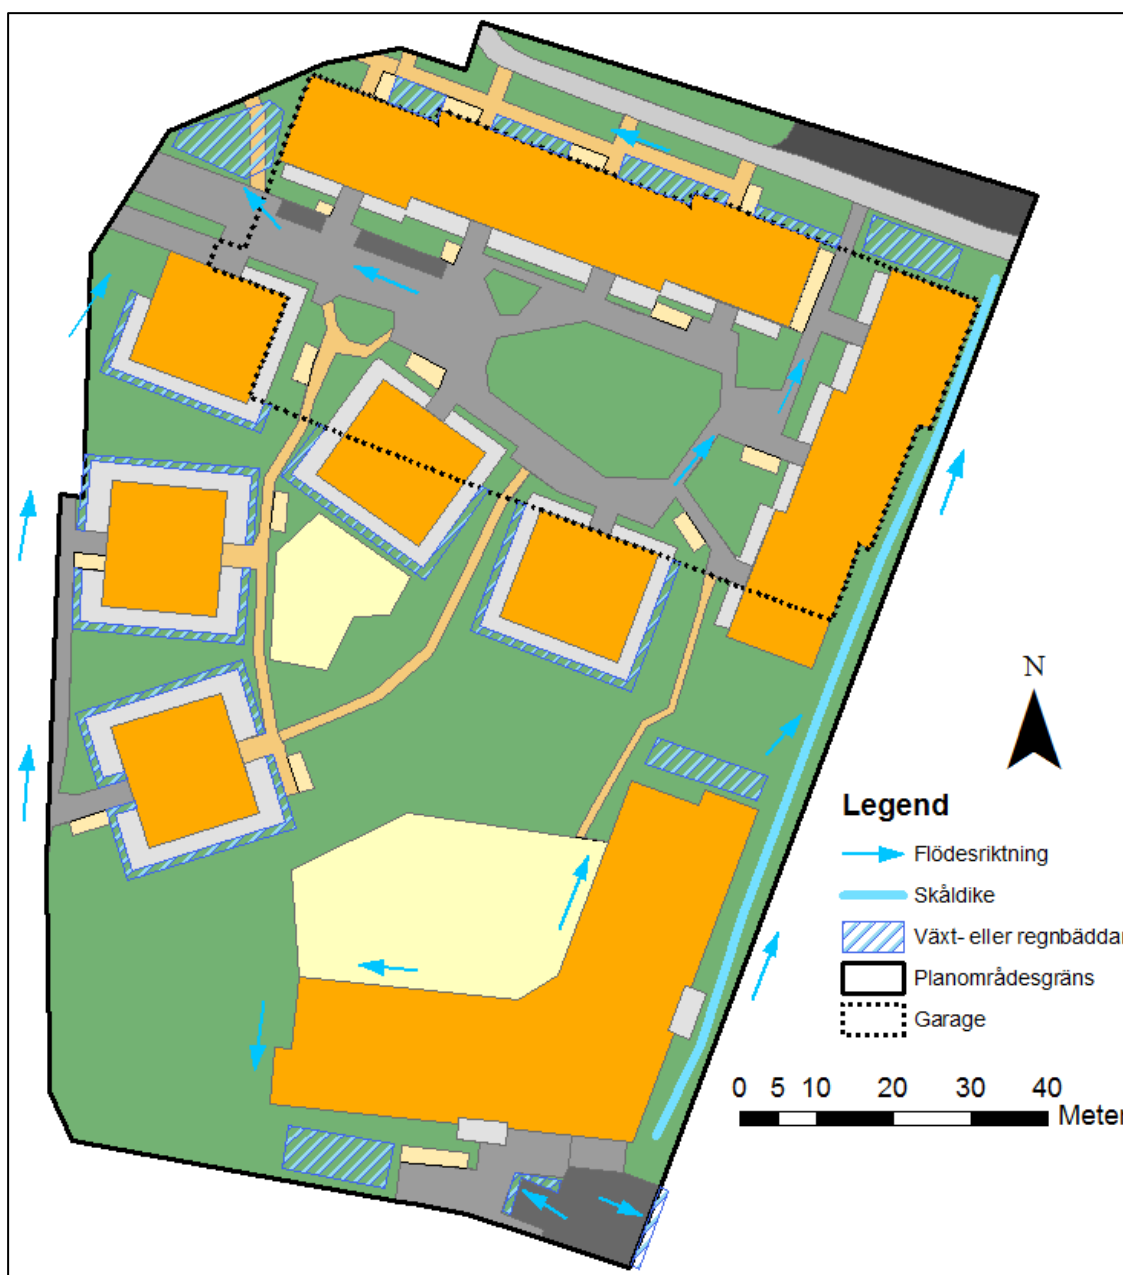 N
Legend
Flödesriktning
Skåldike
Växt- eller regnbäddar
Planområdesgräns
Garage
0 5 10 20 30 40
Meter